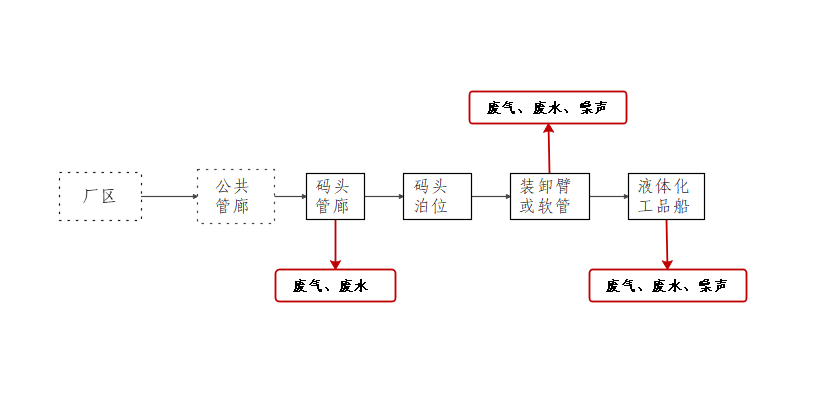 废气、废水、噪声
厂区
公共
管廊
码头
管廊
码头
泊位
装卸臂
或软管
液体化
工品船
废气、废水
废气、废水、噪声